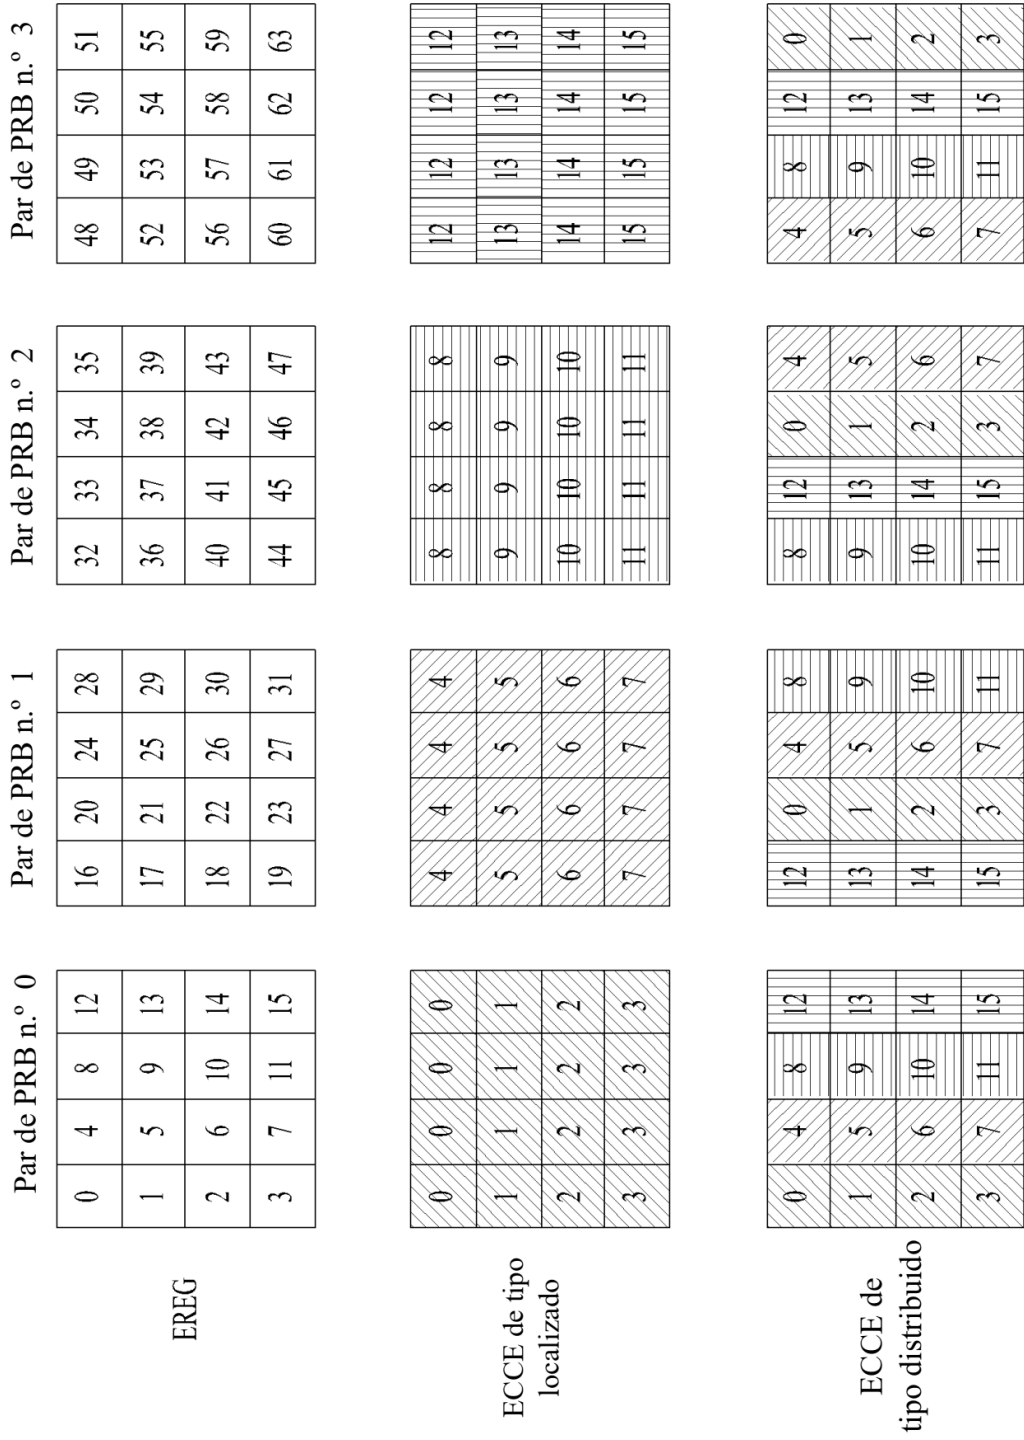 Par de PRB n.º 0 Par de PRB n.º 1 Par de PRB n.º 2 Par de PRB n.º 3
EREG
0 4 8 12 16 20 24 28 32 33 34 35 48 49 50 51
1 5 9 13 17 21 25 29 36 37 38 39 52 53 54 55
2 6 10 14 18 22 26 30 40 41 42 43 56 57 58 59
3 7 11 15 19 23 27 31 44 45 46 47 60 61 62 63
ECCE de tipo
localizado
0 0 0 0 4 4 4 4 8 8 8 8 12 12 12 12
1 1 1 1 5 5 5 5 9 9 9 9 13 13 13 13
2 2 2 2 6 6 6 6 10 10 10 10 14 14 14 14
3 3 3 3 7 7 7 7 11 11 11 11 15 15 15 15
ECCE de
tipo distribuido
0 4 8 12 12 0 4 8 8 12 0 4 4 8 12 0
1 5 9 13 13 1 5 9 9 13 1 5 5 9 13 1
2 6 10 14 14 2 6 10 10 14 2 6 6 10 14 2
3 7 11 15 15 3 7 11 11 15 3 7 7 11 15 3